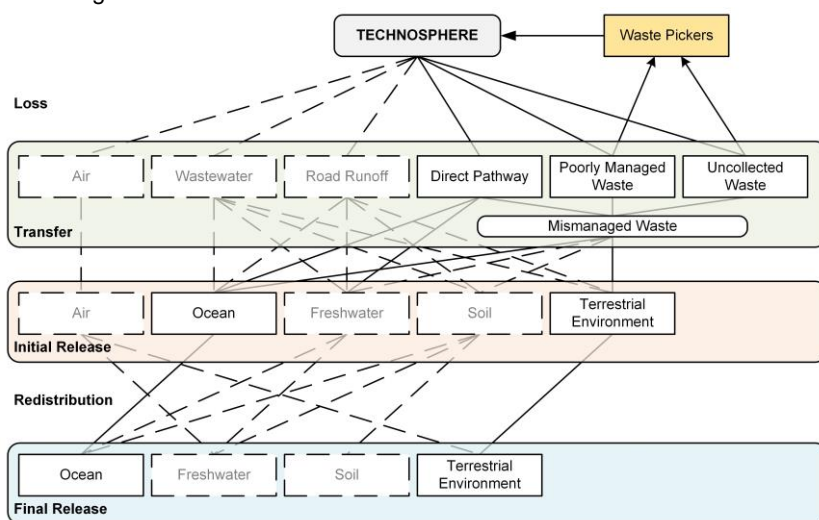 TECHNOSPHERE
Waste Pickers
Loss
Air
Wastewater
Road Runoff
Direct Pathway
Poorly Managed
Waste
Uncollected
Waste
Mismanaged Waste
Transfer
Air
Ocean
Freshwater
Soil
Terrestrial
Environment
Initial Release
Redistribution
Ocean
Freshwater
Soil
Terrestrial
Environment
Final Release